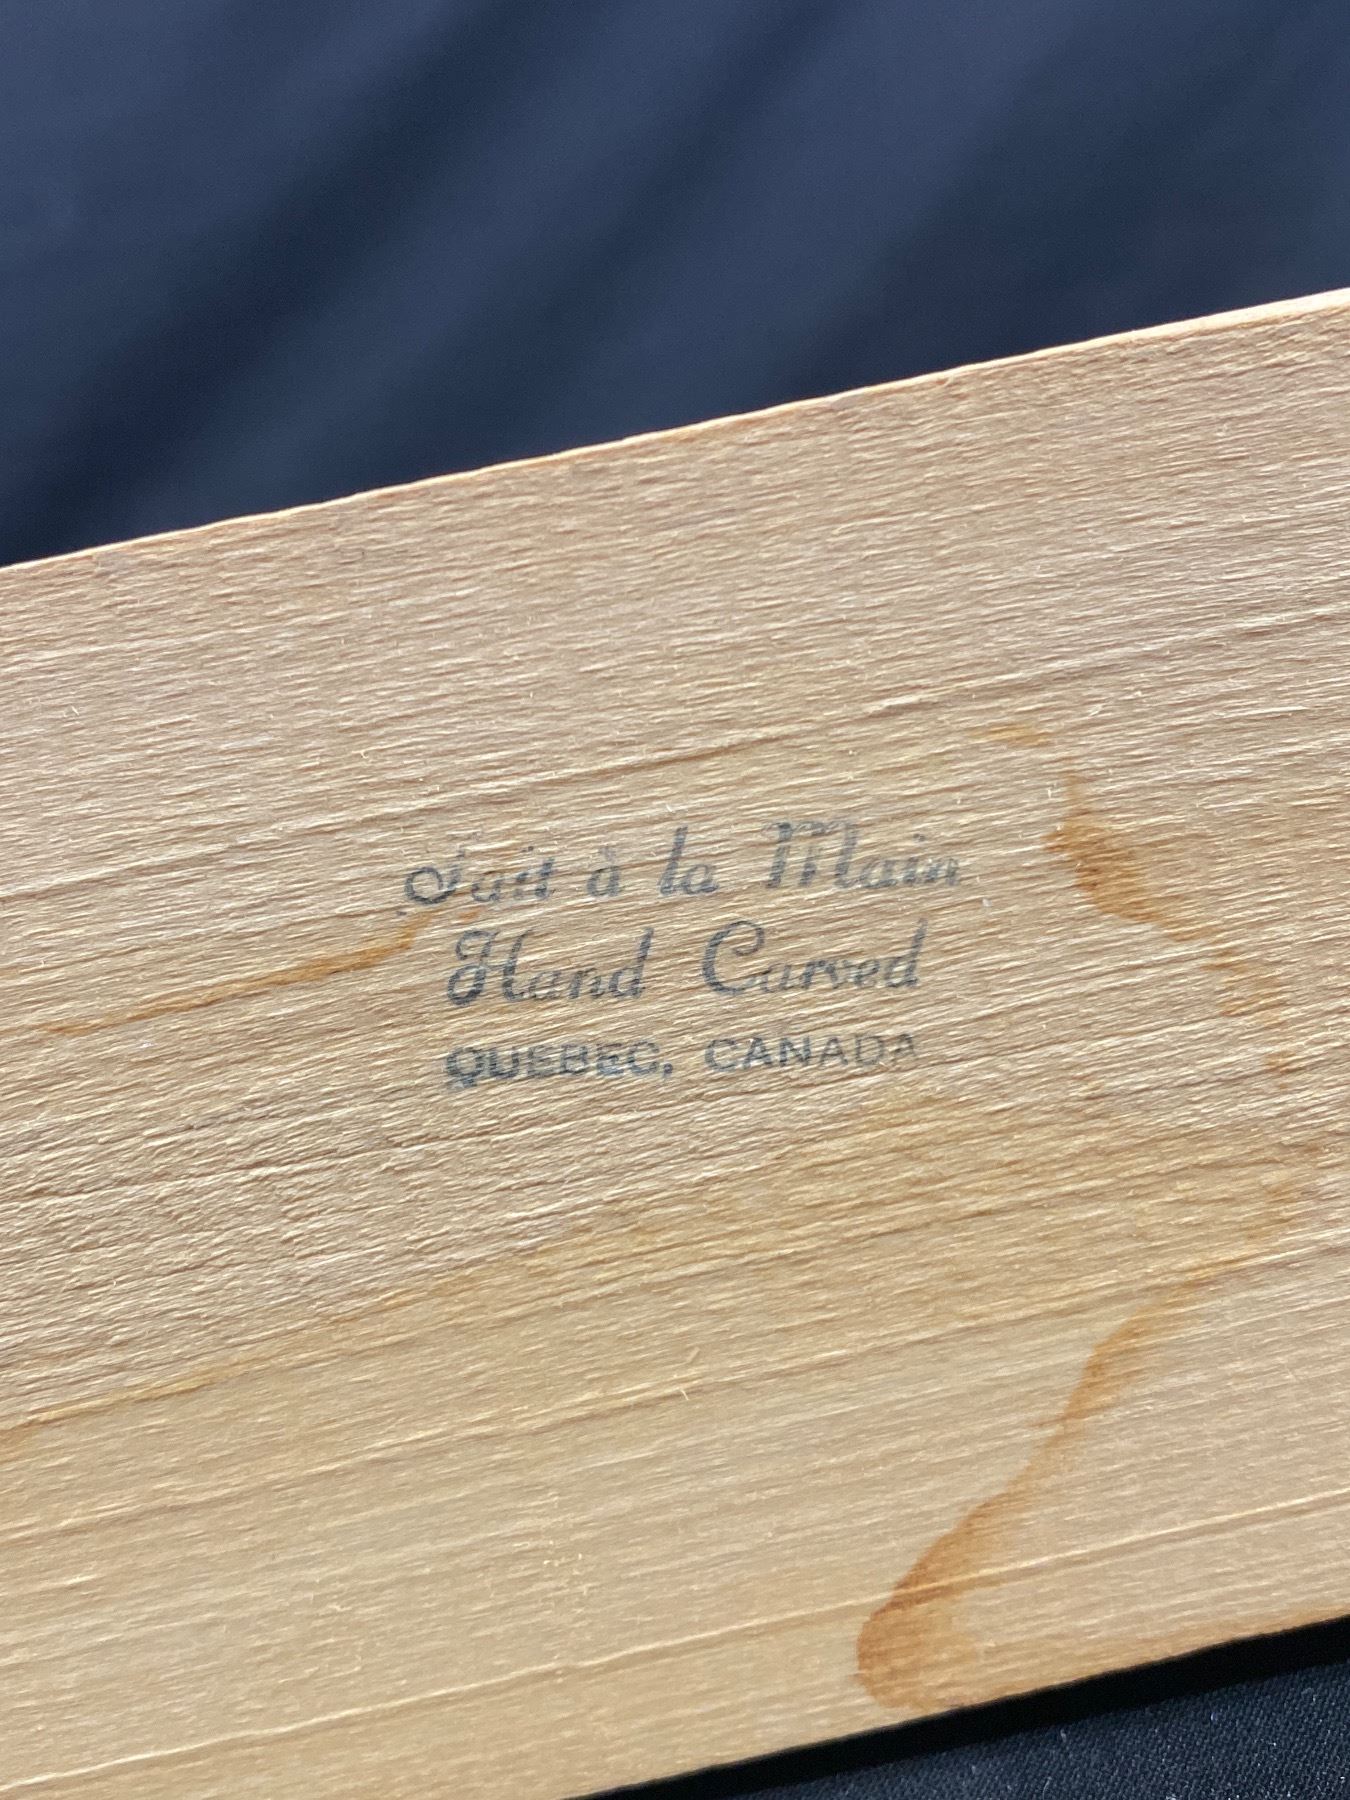 Fait à la Main
Hand Carved
QUEBEC, CANADA